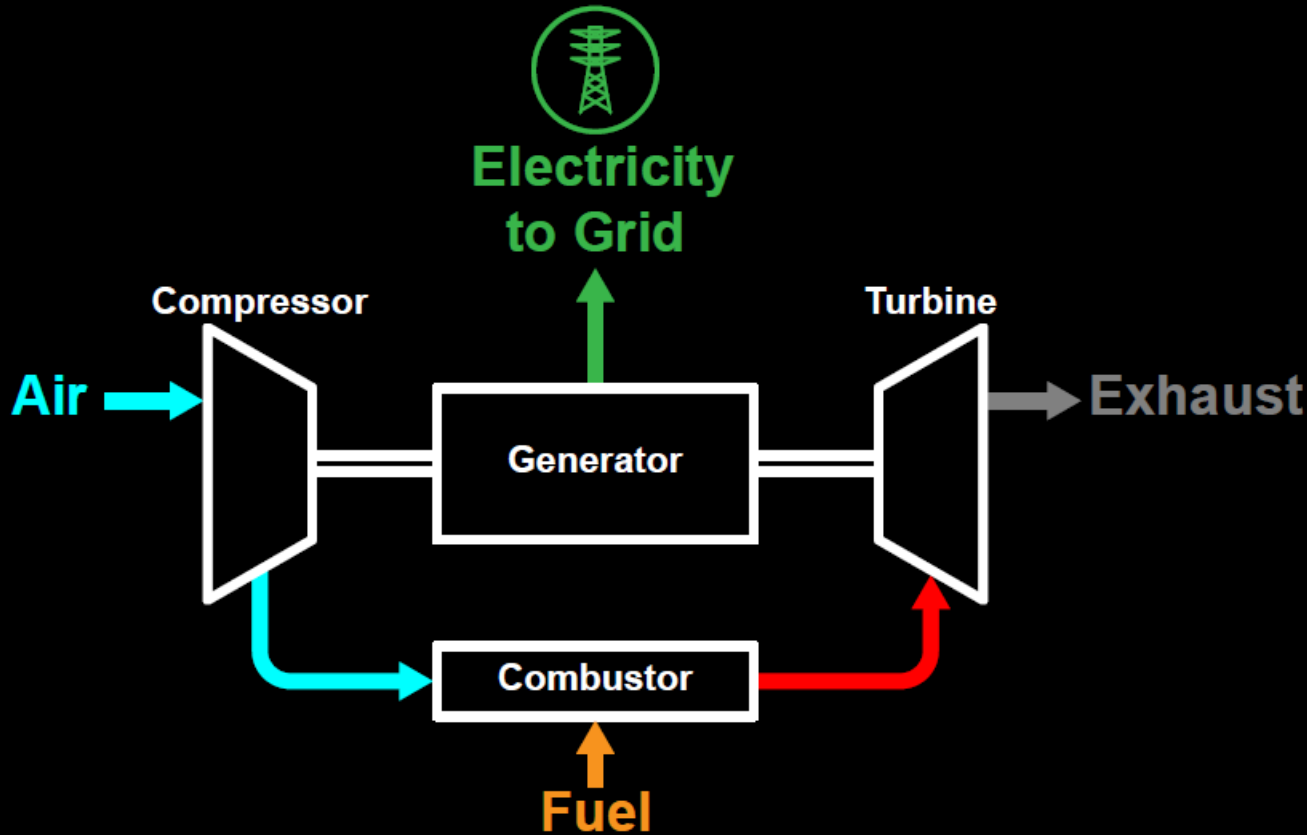 Electricity
to Grid
Compressor
Turbine
Air
Exhaust
Generator
Combustor
Fuel